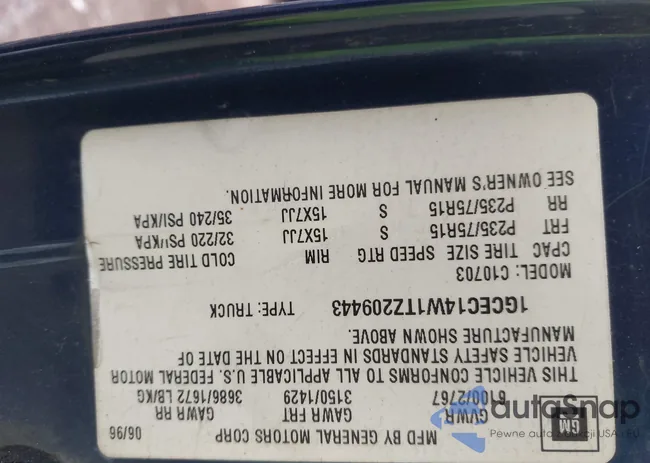 MFD BY GENERAL MOTORS CORP 06/96
GVWR GAWR FRT GAWR RR
6100/2767 3150/1429 3686/1672 LB/KG
THIS VEHICLE CONFORMS TO ALL APPLICABLE U.S. FEDERAL MOTOR
VEHICLE SAFETY STANDARDS IN EFFECT ON THE DATE OF
MANUFACTURE SHOWN ABOVE.
1GCEC14W1TZ209443 TYPE: TRUCK
MODEL: C10703
CPAC TIRE SIZE SPEED RTG RIM COLD TIRE PRESSURE
FRT P235/75R15 S 15X7JJ 32/220 PSI/KPA
RR P235/75R15 S 15X7JJ 35/240 PSI/KPA
SEE OWNER'S MANUAL FOR MORE INFORMATION.
GM
autoSnap
Pewne auto z USA i EU